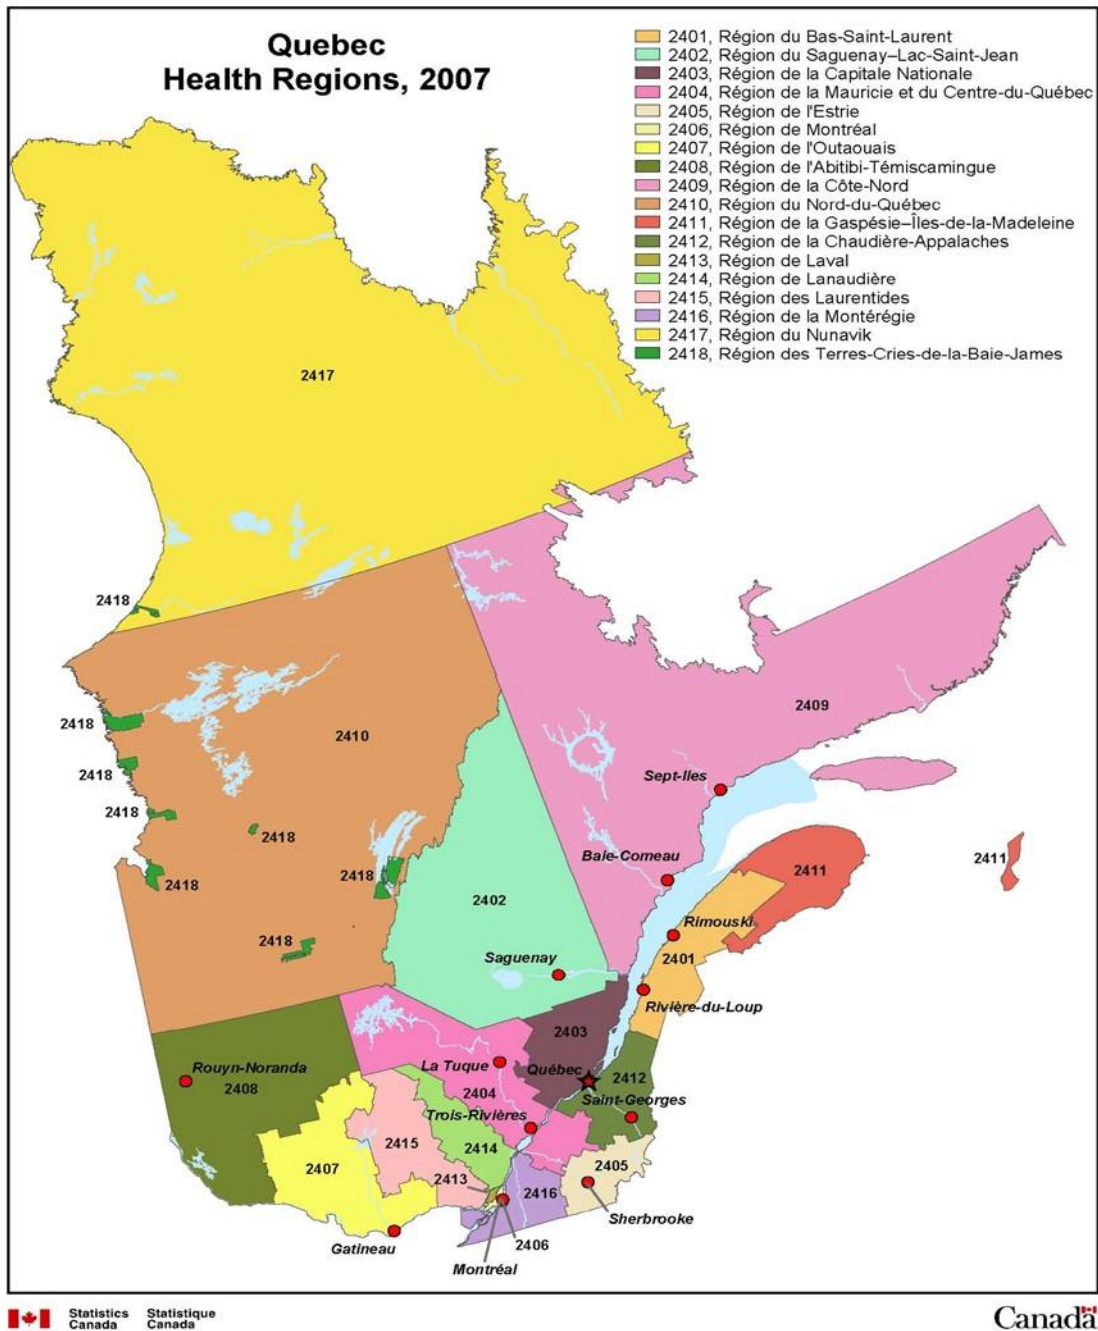 Quebec
Health Regions, 2007
2401, Région du Bas-Saint-Laurent
2402, Région du Saguenay–Lac-Saint-Jean
2403, Région de la Capitale Nationale
2404, Région de la Mauricie et du Centre-du-Québec
2405, Région de l'Estrie
2406, Région de Montréal
2407, Région de l'Outaouais
2408, Région de l'Abitibi-Témiscamingue
2409, Région de la Côte-Nord
2410, Région du Nord-du-Québec
2411, Région de la Gaspésie–Îles-de-la-Madeleine
2412, Région de la Chaudière-Appalaches
2413, Région de Laval
2414, Région de Lanaudière
2415, Région des Laurentides
2416, Région de la Montérégie
2417, Région du Nunavik
2418, Région des Terres-Cries-de-la-Baie-James
2417
2418
2409
2418
2410
2418
Sept-Iles
2418
2418
Baie-Comeau
2411
2411
2418
2418
2402
Rimouski
2418
2401
Saguenay
Rivière-du-Loup
2403
La Tuque
Québec
Rouyn-Noranda
2408
2404
2412
Saint-Georges
Trois-Rivières
2415
2414
2405
2407
2413
2416
Sherbrooke
2406
Gatineau
Montréal
Statistics Statistique
Canada Canada
Canada